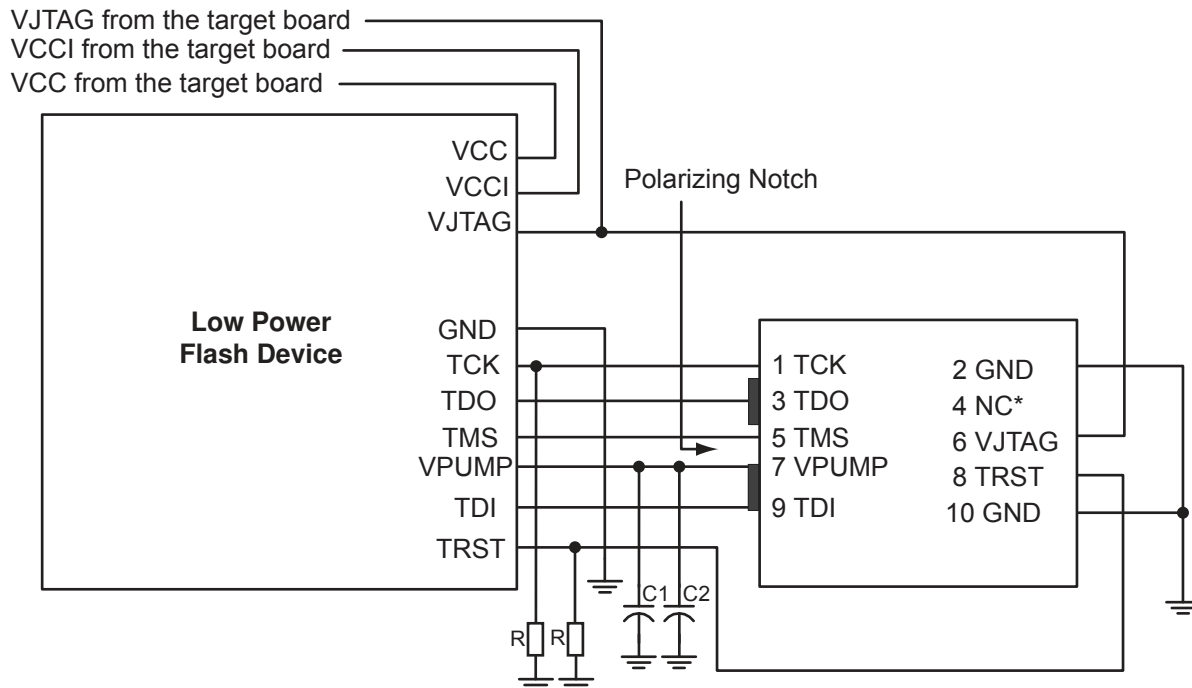 VJTAG from the target board
VCCI from the target board
VCC from the target board
VCC
VCCI
VJTAG
Polarizing Notch
Low Power
Flash Device
GND
TCK
TDO
TMS
VPUMP
TDI
TRST
1 TCK
3 TDO
5 TMS
7 VPUMP
9 TDI
2 GND
4 NC*
6 VJTAG
8 TRST
10 GND
C1
C2
R
R